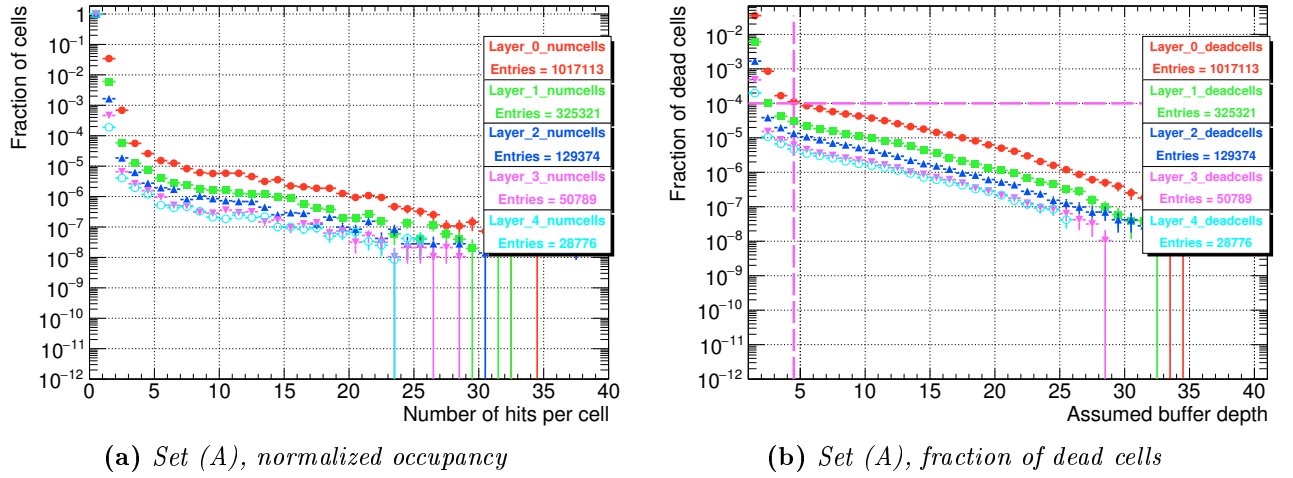 Fraction of cells
1
10⁻¹
10⁻²
10⁻³
10⁻⁴
10⁻⁵
10⁻⁶
10⁻⁷
10⁻⁸
10⁻⁹
10⁻¹⁰
10⁻¹¹
10⁻¹²
0 5 10 15 20 25 30 35 40
Number of hits per cell
Layer_0_numcells
Entries = 1017113
Layer_1_numcells
Entries = 325321
Layer_2_numcells
Entries = 129374
Layer_3_numcells
Entries = 50789
Layer_4_numcells
Entries = 28776
(a) Set (A), normalized occupancy
Fraction of dead cells
10⁻²
10⁻³
10⁻⁴
10⁻⁵
10⁻⁶
10⁻⁷
10⁻⁸
10⁻⁹
10⁻¹⁰
10⁻¹¹
10⁻¹²
5 10 15 20 25 30 35 40
Assumed buffer depth
Layer_0_deadcells
Entries = 1017113
Layer_1_deadcells
Entries = 325321
Layer_2_deadcells
Entries = 129374
Layer_3_deadcells
Entries = 50789
Layer_4_deadcells
Entries = 28776
(b) Set (A), fraction of dead cells